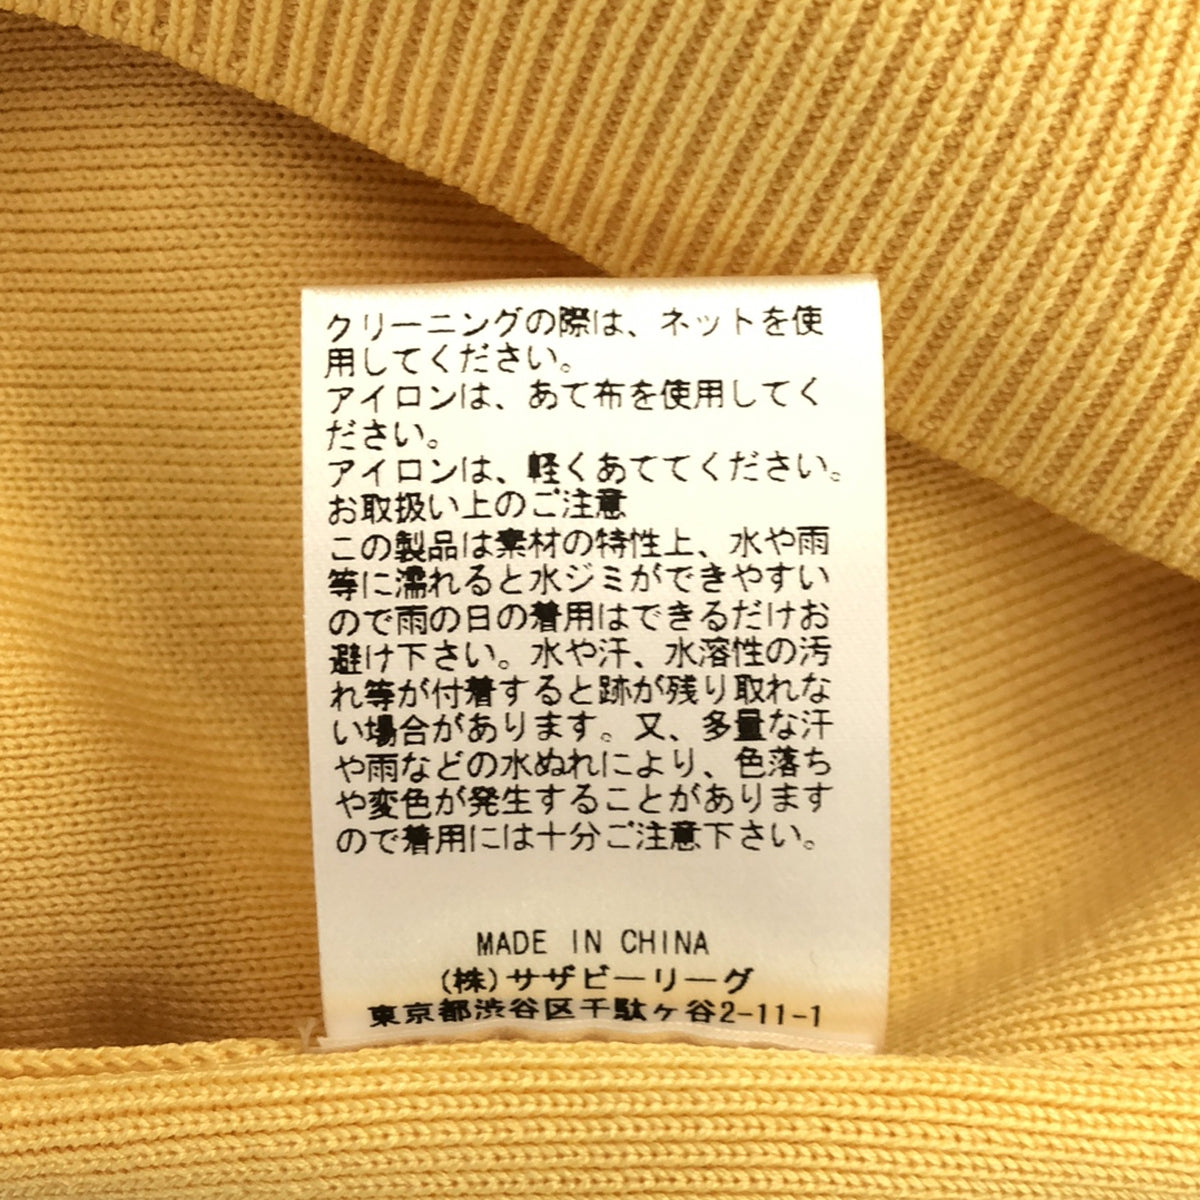 クリーニングの際は、ネットを使
用してください。
アイロンは、あて布を使用してく
ださい。
アイロンは、軽くあててください。
お取扱い上のご注意
この製品は素材の特性上、水や雨
等に濡れると水ジミができやすい
ので雨の日の着用はできるだけお
避け下さい。水や汗、水溶性の汚
れ等が付着すると跡が残り取れな
い場合があります。又、多量な汗
や雨などの水ぬれにより、色落ち
や変色が発生することがあります
ので着用には十分ご注意下さい。
MADE IN CHINA
(株)サザビーリーグ
東京都渋谷区千駄ヶ谷2-11-1